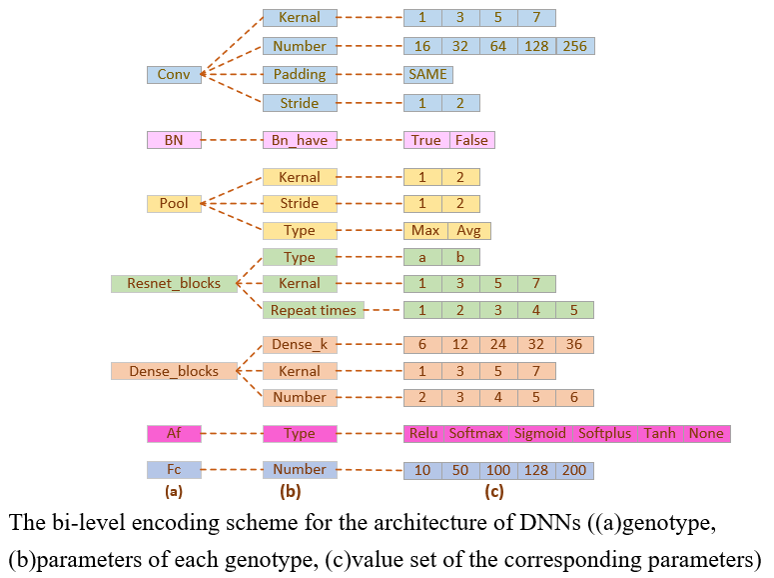 Kernal 1 3 5 7
Number 16 32 64 128 256
Conv Padding SAME
Stride 1 2
BN Bn_have True False
Kernal 1 2
Pool Stride 1 2
Type Max Avg
Type a b
Resnet_blocks Kernal 1 3 5 7
Repeat times 1 2 3 4 5
Dense_k 6 12 24 32 36
Dense_blocks Kernal 1 3 5 7
Number 2 3 4 5 6
Af Type Relu Softmax Sigmoid Softplus Tanh None
Fc Number 10 50 100 128 200
(a) (b) (c)
The bi-level encoding scheme for the architecture of DNNs ((a)genotype,
(b)parameters of each genotype, (c)value set of the corresponding parameters)